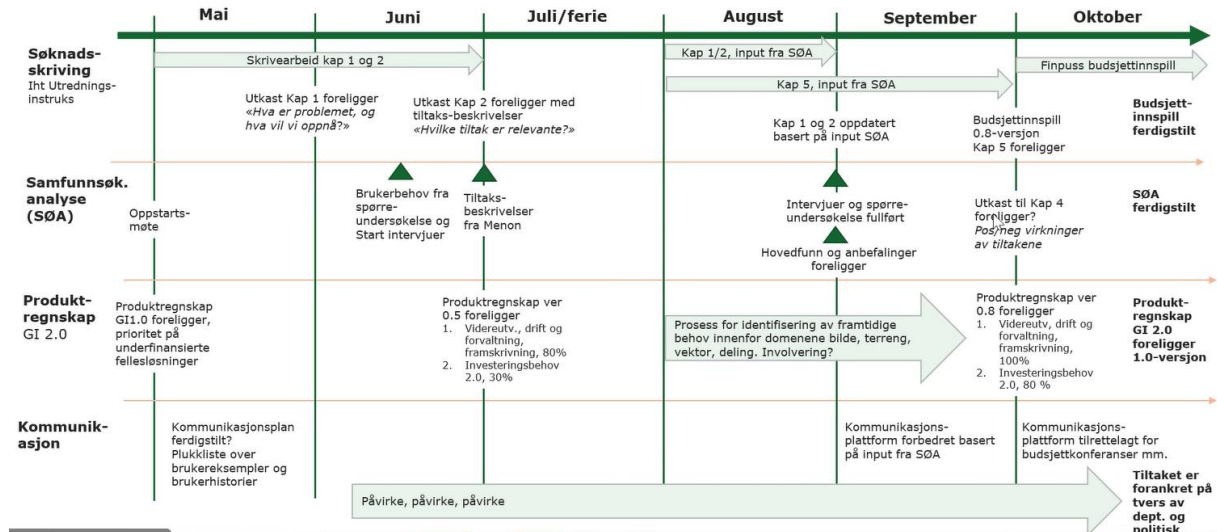 Mai
Juni
Juli/ferie
August
September
Oktober
Søknads-
skriving
Iht Utrednings-
instruks
Skrivearbeid kap 1 og 2
Kap 1/2, input fra SØA
Finpuss budsjettinnspill
Kap 5, input fra SØA
Utkast Kap 1 foreligger
«Hva er problemet, og
hva vil vi oppnå?»
Utkast Kap 2 foreligger med
tiltaks-beskrivelser
«Hvilke tiltak er relevante?»
Kap 1 og 2 oppdatert
basert på input SØA
Budsjettinnspill
0.8-versjon
Kap 5 foreligger
Budsjett-
innspill
ferdigstilt
Samfunnsøk.
analyse
(SØA)
Oppstarts-
møte
Brukerbehov fra
spørre-
undersøkelse og
Start intervjuer
Tiltaks-
beskrivelser
fra Menon
Intervjuer og spørre-
undersøkelse fullført
Hovedfunn og anbefalinger
foreligger
Utkast til Kap 4
foreligger?
Pos/neg virkninger
av tiltakene
SØA
ferdigstilt
Produkt-
regnskap
GI 2.0
Produktregnskap
GI1.0 foreligger,
prioritet på
underfinansierte
fellesløsninger
Produktregnskap ver
0.5 foreligger
1. Videreutv., drift og
forvaltning,
framskrivning, 80%
2. Investeringsbehov
2.0, 30%
Prosess for identifisering av framtidige
behov innenfor domenene bilde, terreng,
vektor, deling. Involvering?
Produktregnskap ver
0.8 foreligger
1. Videreutv., drift og
forvaltning,
framskrivning,
100%
2. Investeringsbehov
2.0, 80 %
Produkt-
regnskap
GI 2.0
foreligger
1.0-versjon
Kommunik-
asjon
Kommunikasjonsplan
ferdigstilt?
Plukkliste over
brukereksempler og
brukerhistorier
Kommunikasjons-
plattform forbedret basert
på input fra SØA
Kommunikasjons-
plattform tilrettelagt for
budsjettkonferanser mm.
Påvirke, påvirke, påvirke
Tiltaket er
forankret på
tvers av
dept. og
politisk